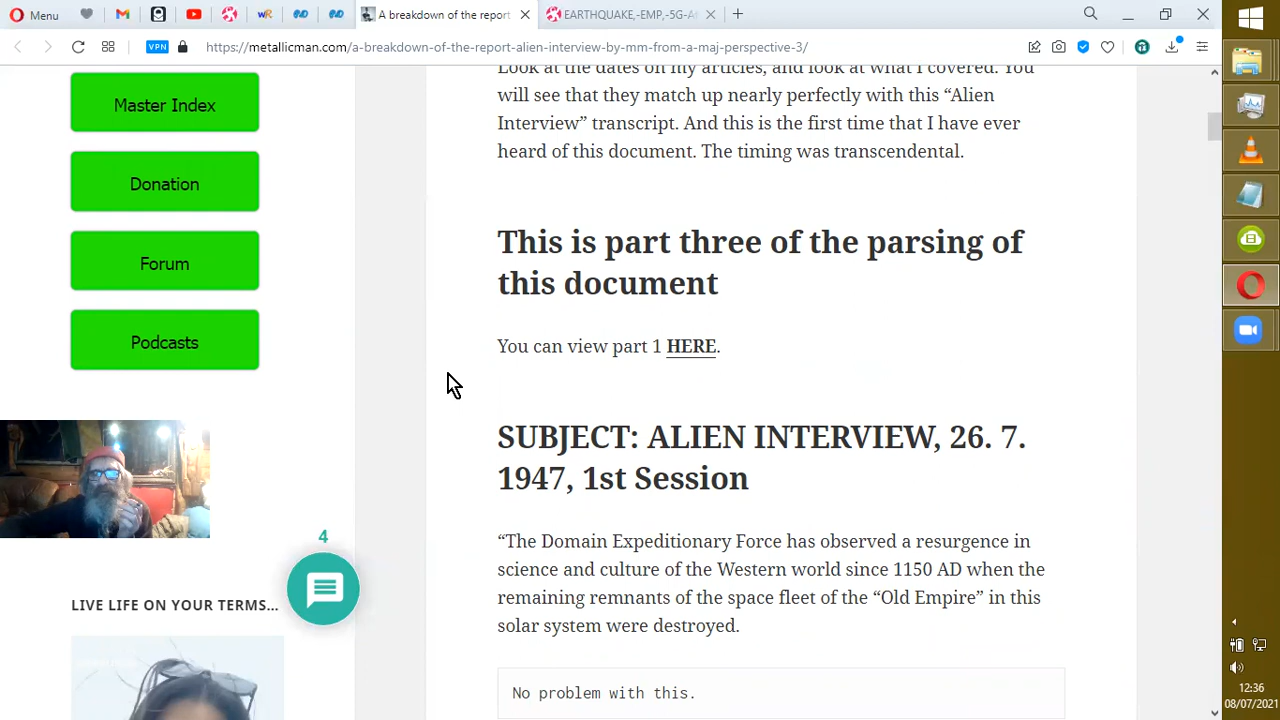 Menu
A breakdown of the report
EARTHQUAKE,-EMP,-5G-A
VPN
https://metallicman.com/a-breakdown-of-the-report-alien-interview-by-mm-from-a-maj-perspective-3/
Master Index
Donation
Forum
Podcasts
4
LIVE LIFE ON YOUR TERMS…
Look at the dates on my articles, and look at what I covered. You
will see that they match up nearly perfectly with this “Alien
Interview” transcript. And this is the first time that I have ever
heard of this document. The timing was transcendental.
This is part three of the parsing of
this document
You can view part 1 HERE.
SUBJECT: ALIEN INTERVIEW, 26. 7.
1947, 1st Session
“The Domain Expeditionary Force has observed a resurgence in
science and culture of the Western world since 1150 AD when the
remaining remnants of the space fleet of the “Old Empire” in this
solar system were destroyed.
No problem with this.
12:36
08/07/2021